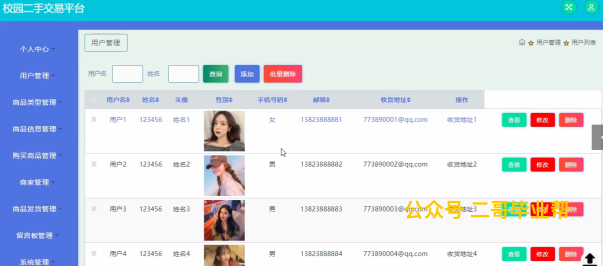 校园二手交易平台
个人中心
用户管理
商品类型管理
商品信息管理
购买商品管理
商家管理
商品发货管理
留言板管理
系统管理
用户管理
用户管理 用户列表
用户名 姓名 查询 添加 批量删除
用户名 姓名 头像 性别 手机号码 邮箱 收货地址 操作
用户1 123456 姓名1 女 13823888881 773890001@qq.com 收货地址1 查看 修改 删除
用户2 123456 姓名2 男 13823888882 773890002@qq.com 收货地址2 查看 修改 删除
用户3 123456 姓名3 男 13823888883 773890003@qq.com 收货地址3 查看 修改 删除
公众号 二哥毕业帮
用户4 123456 姓名4 男 13823888884 773890004@qq.com 收货地址4 查看 修改 删除